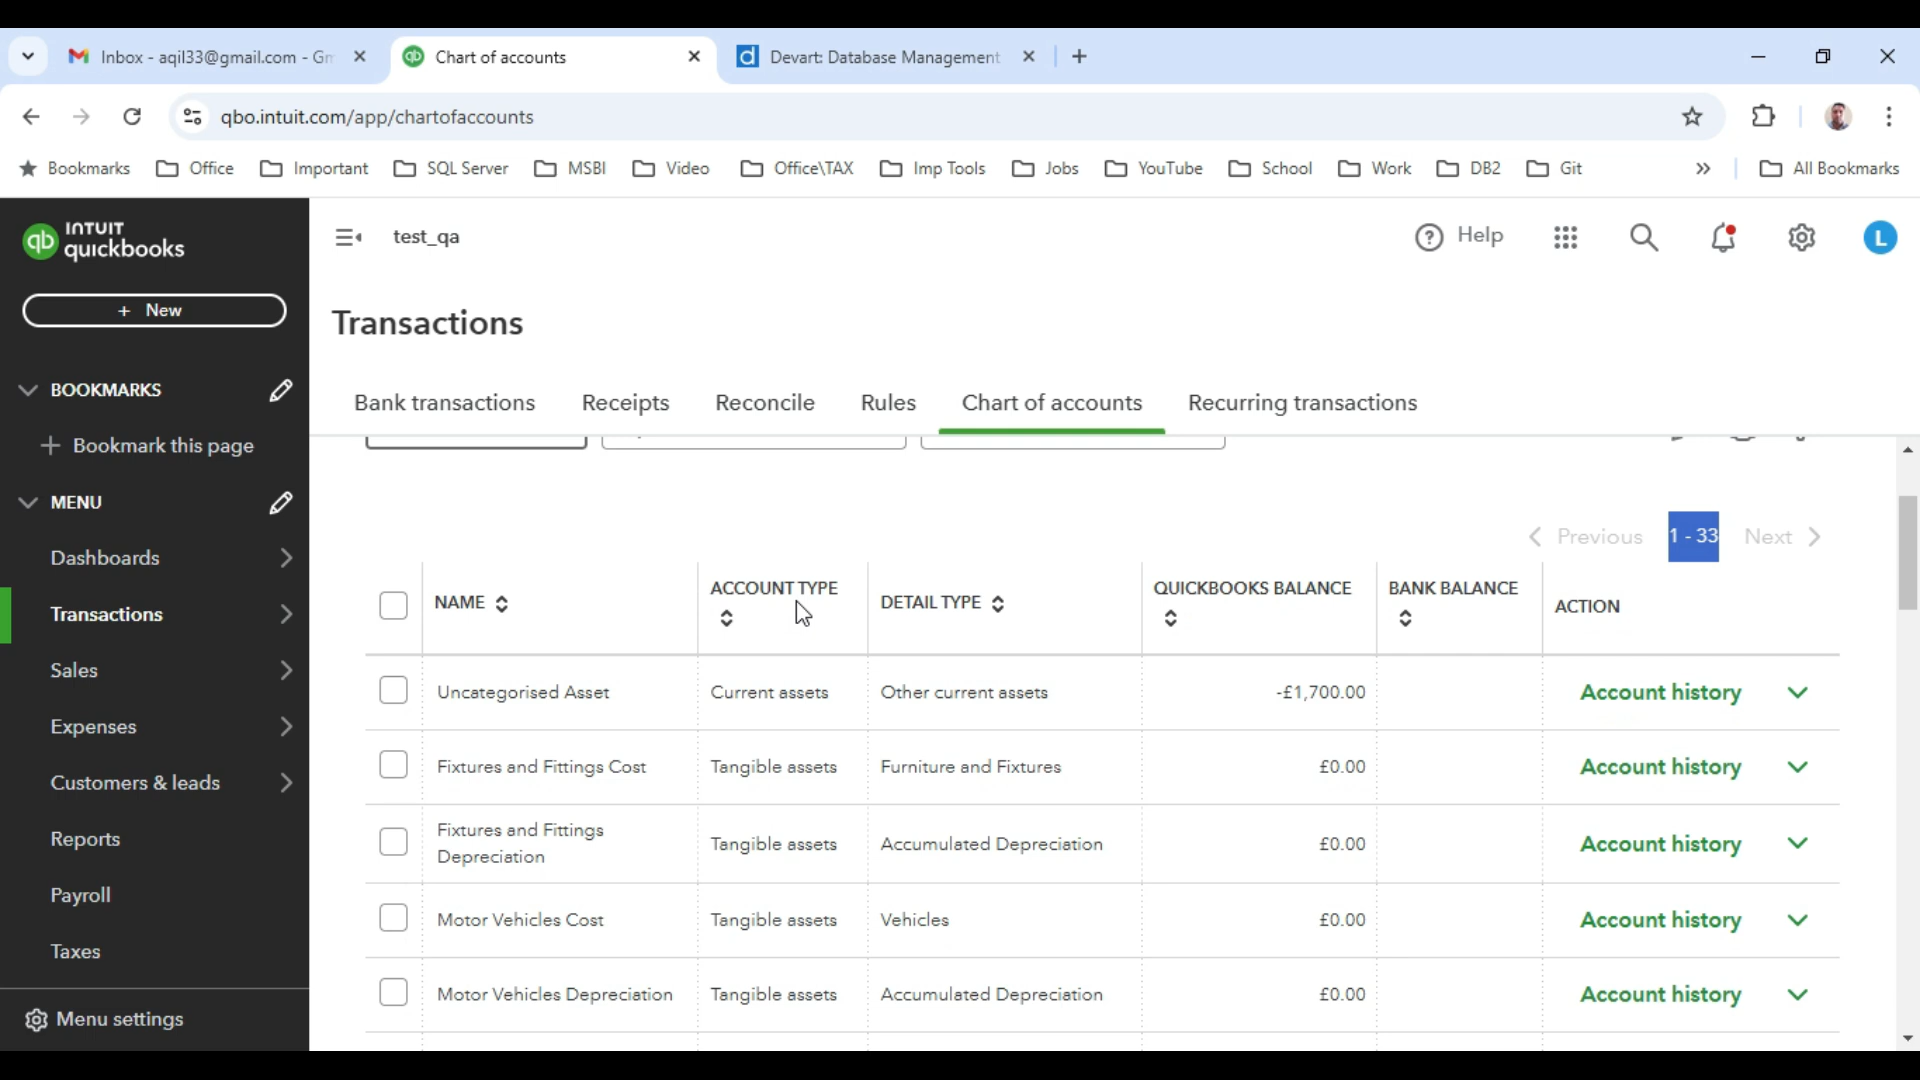 Inbox - aqil33@gmail.com - Gm
Chart of accounts
Devart: Database Management
qbo.intuit.com/app/chartofaccounts
Bookmarks Office Important SQL Server MSBI Video Office\TAX Imp Tools Jobs YouTube School Work DB2 Git All Bookmarks
qb INTUIT quickbooks
+ New
BOOKMARKS
+ Bookmark this page
MENU
Dashboards
Transactions
Sales
Expenses
Customers & leads
Reports
Payroll
Taxes
Menu settings
test_qa
Help
L
Transactions
Bank transactions Receipts Reconcile Rules Chart of accounts Recurring transactions
Previous 1 - 33 Next
NAME ACCOUNT TYPE DETAIL TYPE QUICKBOOKS BALANCE BANK BALANCE ACTION
Uncategorised Asset Current assets Other current assets -£1,700.00 Account history
Fixtures and Fittings Cost Tangible assets Furniture and Fixtures £0.00 Account history
Fixtures and Fittings
Depreciation Tangible assets Accumulated Depreciation £0.00 Account history
Motor Vehicles Cost Tangible assets Vehicles £0.00 Account history
Motor Vehicles Depreciation Tangible assets Accumulated Depreciation £0.00 Account history